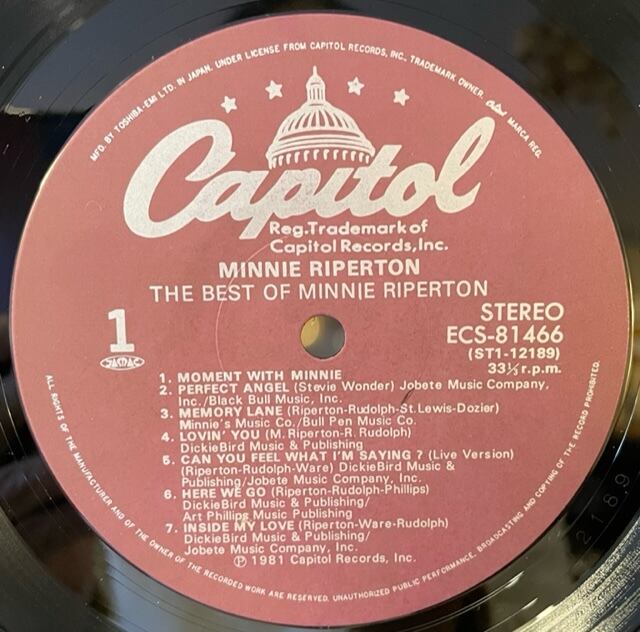 MFD. BY TOSHIBA-EMI LTD. IN JAPAN. UNDER LICENSE FROM CAPITOL RECORDS, INC., TRADEMARK OWNER. Capitol MARCA REG.
Capitol
Reg.Trademark of
Capitol Records, Inc.
MINNIE RIPERTON
THE BEST OF MINNIE RIPERTON
1
STEREO
ECS-81466
(ST1-12189)
33⅓ r.p.m.
JASRAC
1. MOMENT WITH MINNIE
2. PERFECT ANGEL (Stevie Wonder) Jobete Music Company,
Inc./Black Bull Music, Inc.
3. MEMORY LANE (Riperton-Rudolph-St.Lewis-Dozier)
Minnie's Music Co./Bull Pen Music Co.
4. LOVIN' YOU (M. Riperton-R. Rudolph)
DickieBird Music & Publishing
5. CAN YOU FEEL WHAT I'M SAYING ? (Live Version)
(Riperton-Rudolph-Ware) DickieBird Music &
Publishing/Jobete Music Company, Inc.
6. HERE WE GO (Riperton-Rudolph-Phillips)
DickieBird Music & Publishing/
Art Phillips Music Publishing
7. INSIDE MY LOVE (Riperton-Ware-Rudolph)
DickieBird Music & Publishing/
Jobete Music Company, Inc.
Ⓟ 1981 Capitol Records, Inc.
ALL RIGHTS OF THE MANUFACTURER AND OF THE OWNER OF THE RECORDED WORK ARE RESERVED. UNAUTHORIZED PUBLIC PERFORMANCE, BROADCASTING AND COPYING OF THE RECORD PROHIBITED.